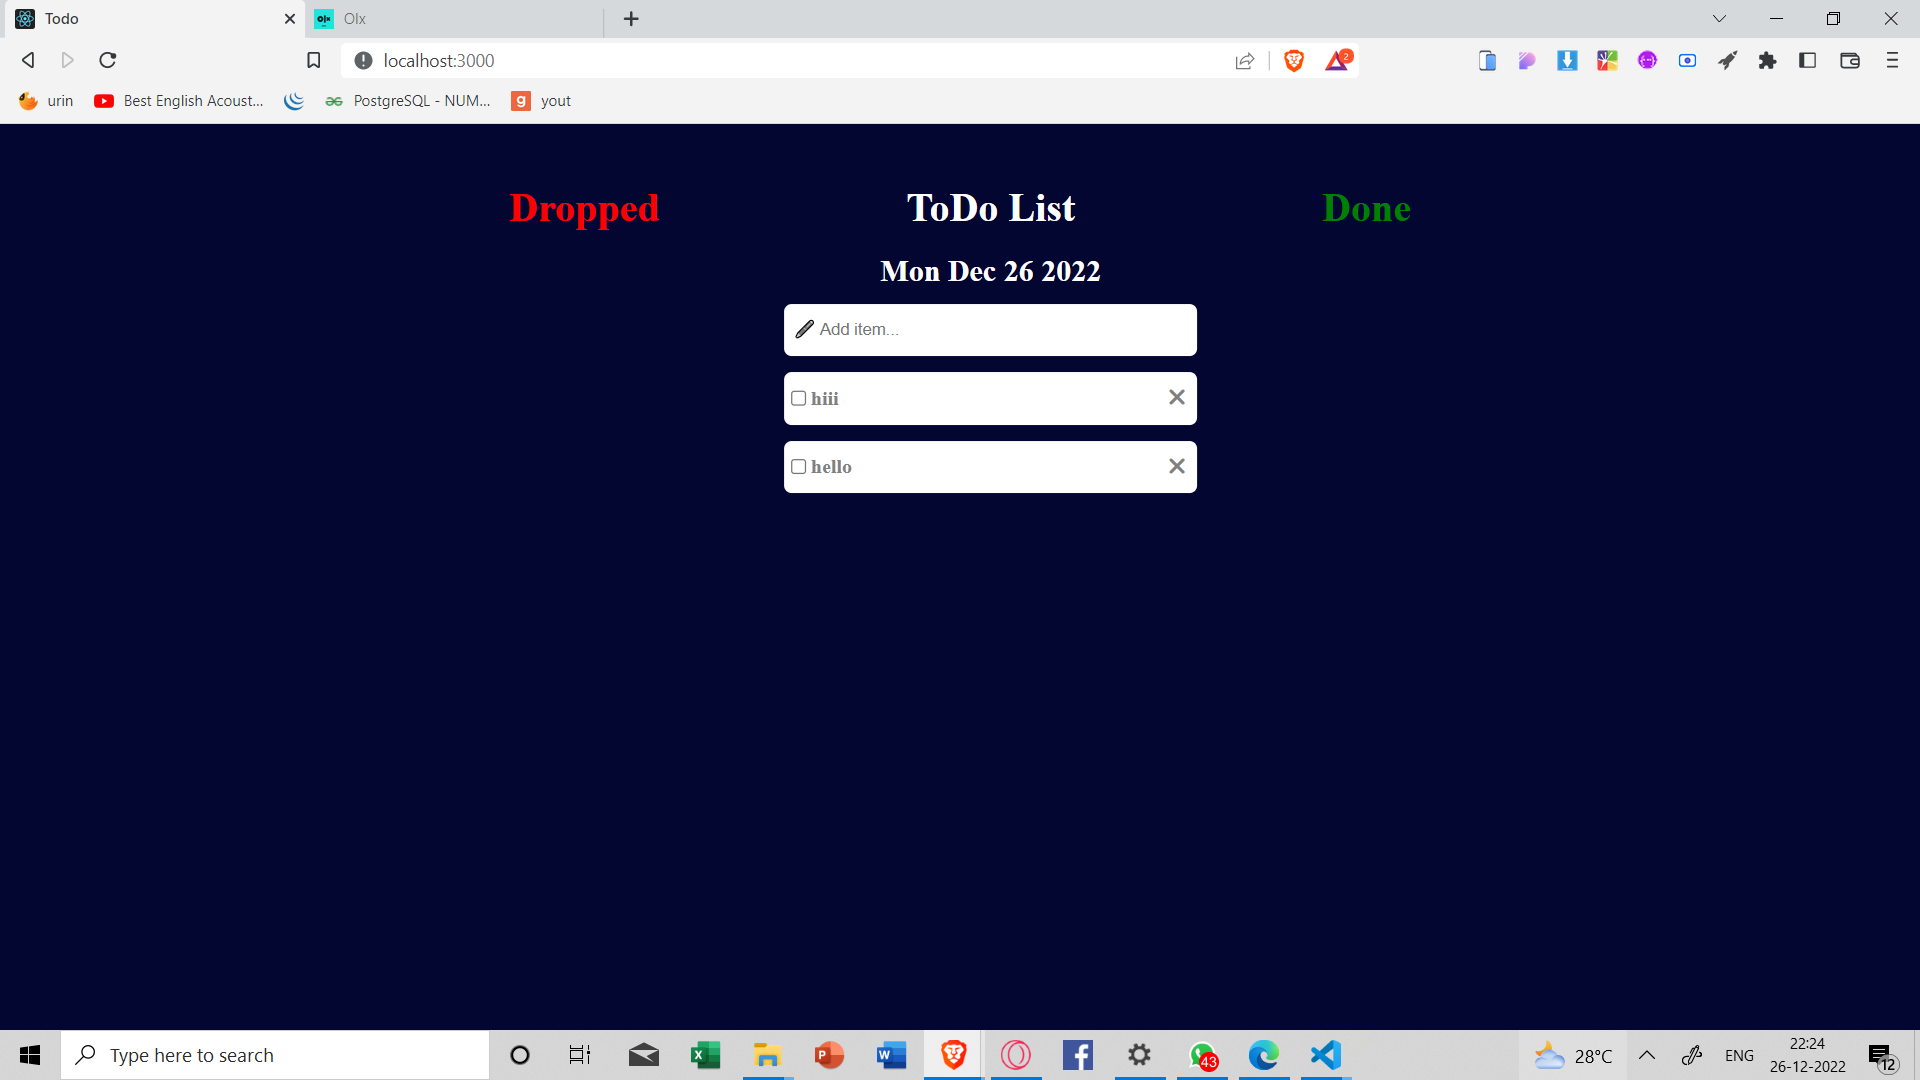 Todo
Olx
localhost:3000
2
urin
Best English Acoust...
PostgreSQL - NUM...
g
yout
Dropped
ToDo List
Done
Mon Dec 26 2022
Add item...
hiii
hello
Type here to search
43
28°C
ENG
22:24
26-12-2022
12